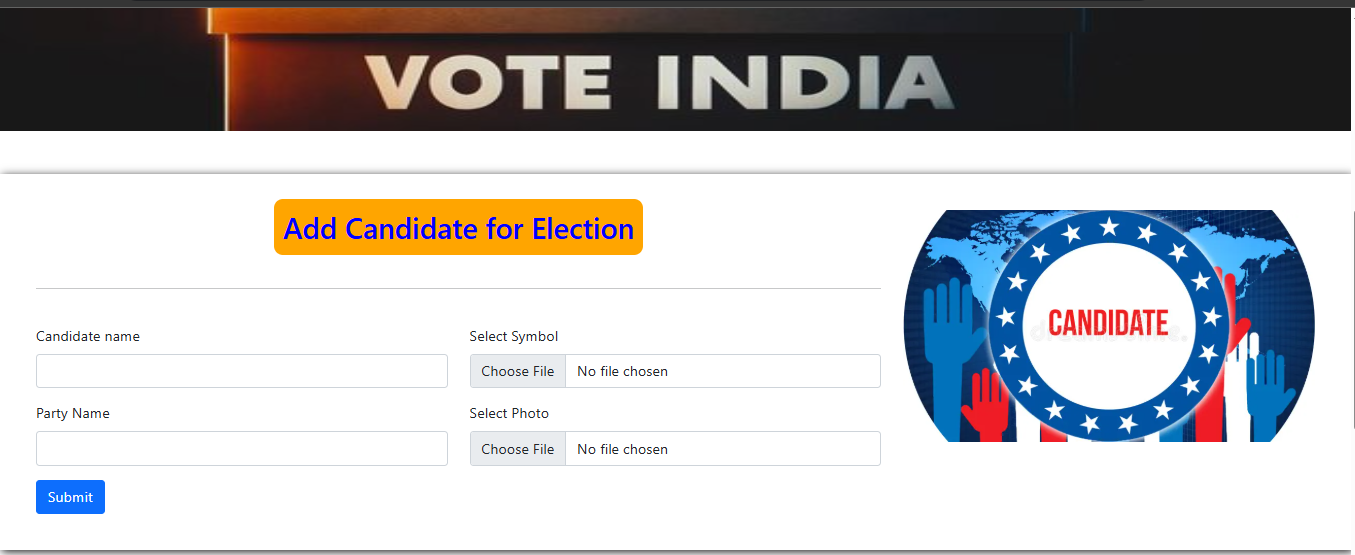 VOTE INDIA
Add Candidate for Election
CANDIDATE
Candidate name
Select Symbol
Choose File No file chosen
Party Name
Select Photo
Choose File No file chosen
Submit